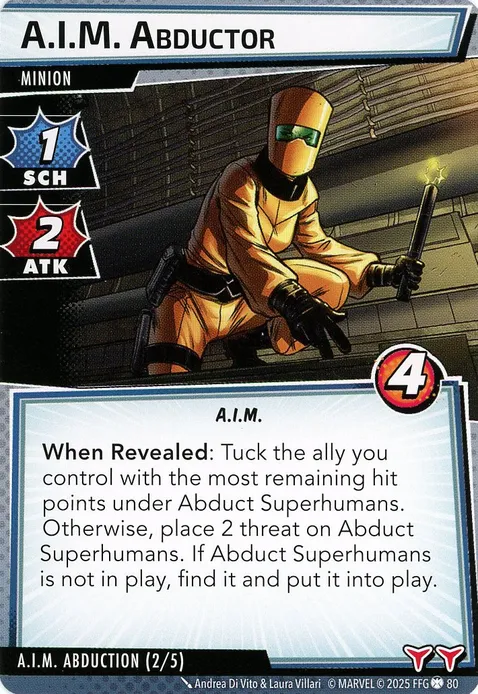 A.I.M. ABDUCTOR
MINION
1
SCH
2
ATK
4
A.I.M.
When Revealed: Tuck the ally you
control with the most remaining hit
points under Abduct Superhumans.
Otherwise, place 2 threat on Abduct
Superhumans. If Abduct Superhumans
is not in play, find it and put it into play.
A.I.M. ABDUCTION (2/5)
Andrea Di Vito & Laura Villari © MARVEL © 2025 FFG 80